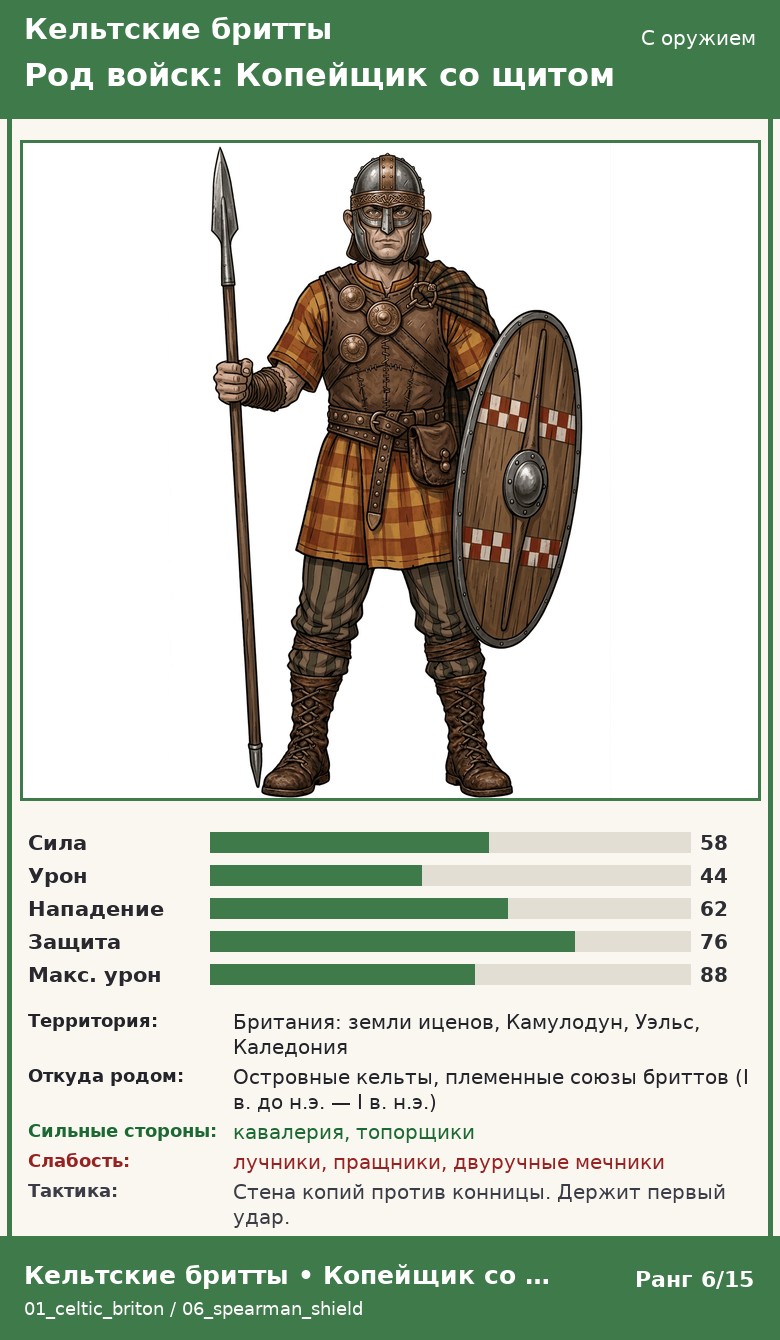 Кельтские бритты
С оружием
Род войск: Копейщик со щитом
Сила 58
Урон 44
Нападение 62
Защита 76
Макс. урон 88
Территория: Британия: земли иценов, Камулодун, Уэльс,
Каледония
Откуда родом: Островные кельты, племенные союзы бриттов (I
в. до н.э. — I в. н.э.)
Сильные стороны: кавалерия, топорщики
Слабость: лучники, пращники, двуручные мечники
Тактика: Стена копий против конницы. Держит первый
удар.
Кельтские бритты • Копейщик со ...
Ранг 6/15
01_celtic_briton / 06_spearman_shield